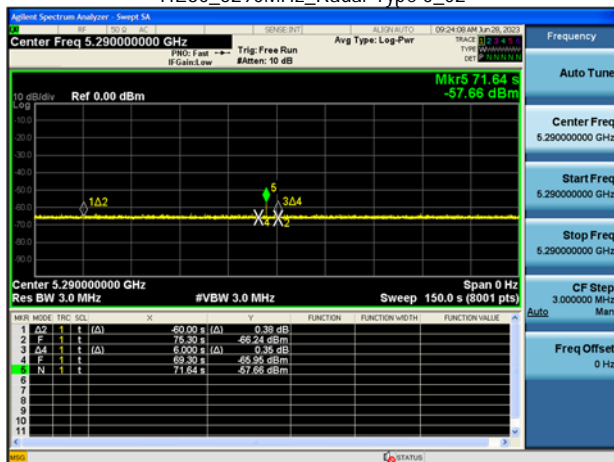 Agilent Spectrum Analyzer - Swept SA
RF 50 Ω AC SENSE:INT ALIGN AUTO 09:24:08 AM Jun 28, 2023
Center Freq 5.290000000 GHz
PNO: Fast
IFGain:Low
Trig: Free Run
#Atten: 10 dB
Avg Type: Log-Pwr
TRACE 1 2 3 4 5 6
TYPE
DET P N N N N N
Mkr5 71.64 s
-57.66 dBm
10 dB/div Ref 0.00 dBm
Log
-10.0
-20.0
-30.0
-40.0
-50.0
-60.0
-70.0
-80.0
-90.0
1Δ2
5
3Δ4
4
2
Center 5.290000000 GHz Span 0 Hz
Res BW 3.0 MHz #VBW 3.0 MHz Sweep 150.0 s (8001 pts)
MKR MODE TRC SCL X Y FUNCTION FUNCTION WIDTH FUNCTION VALUE
1 Δ2 1 t (Δ) -60.00 s (Δ) 0.38 dB
2 F 1 t 75.30 s -66.24 dBm
3 Δ4 1 t (Δ) 6.000 s (Δ) 0.35 dB
4 F 1 t 69.30 s -65.95 dBm
5 N 1 t 71.64 s -57.66 dBm
6
7
8
9
10
11
MSG STATUS
Frequency
Auto Tune
Center Freq
5.290000000 GHz
Start Freq
5.290000000 GHz
Stop Freq
5.290000000 GHz
CF Step
3.000000 MHz
Auto Man
Freq Offset
0 Hz